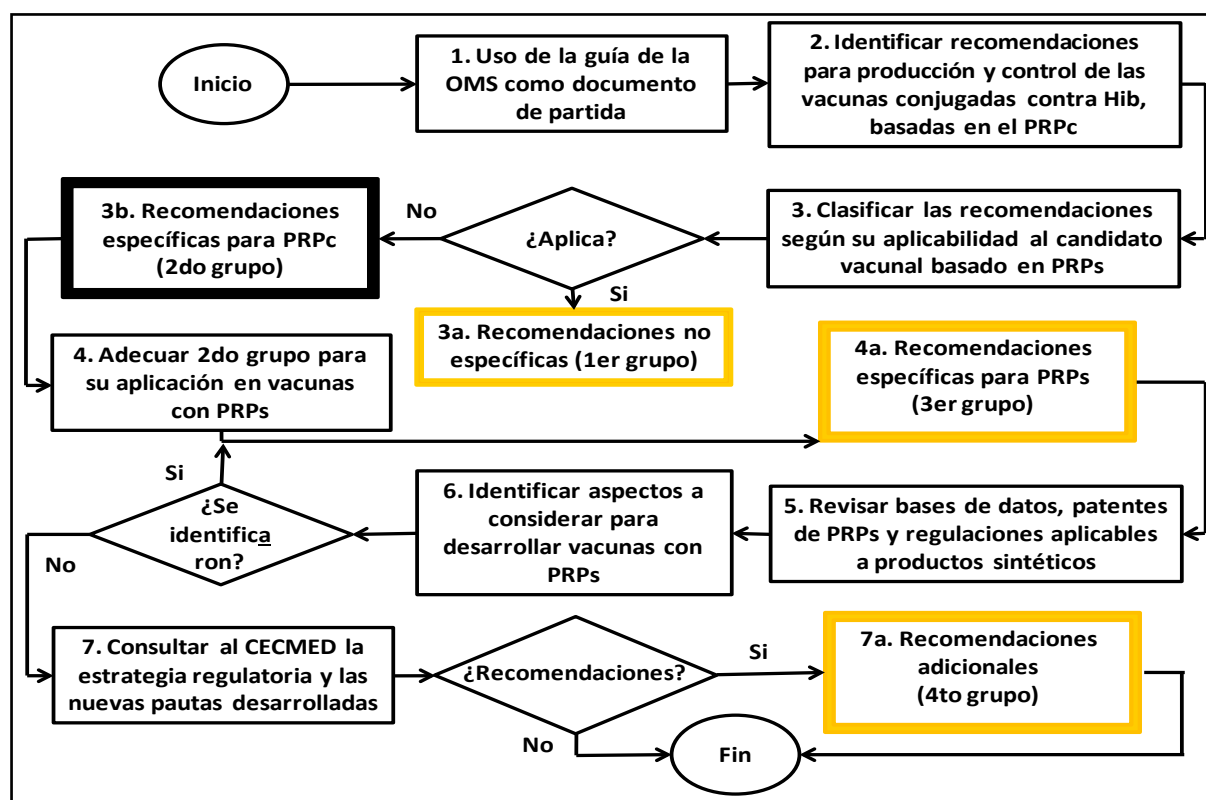 Inicio
1. Uso de la guía de la
OMS como documento
de partida
2. Identificar recomendaciones
para producción y control de las
vacunas conjugadas contra Hib,
basadas en el PRPc
3. Clasificar las recomendaciones
según su aplicabilidad al candidato
vacunal basado en PRPs
¿Aplica?
No
3b. Recomendaciones
específicas para PRPc
(2do grupo)
Si
3a. Recomendaciones no
específicas (1er grupo)
4. Adecuar 2do grupo para
su aplicación en vacunas
con PRPs
4a. Recomendaciones
específicas para PRPs
(3er grupo)
5. Revisar bases de datos, patentes
de PRPs y regulaciones aplicables
a productos sintéticos
6. Identificar aspectos a
considerar para
desarrollar vacunas con
PRPs
¿Se
identifica
ron?
Si
No
7. Consultar al CECMED la
estrategia regulatoria y las
nuevas pautas desarrolladas
¿Recomendaciones?
Si
7a. Recomendaciones
adicionales
(4to grupo)
No
Fin